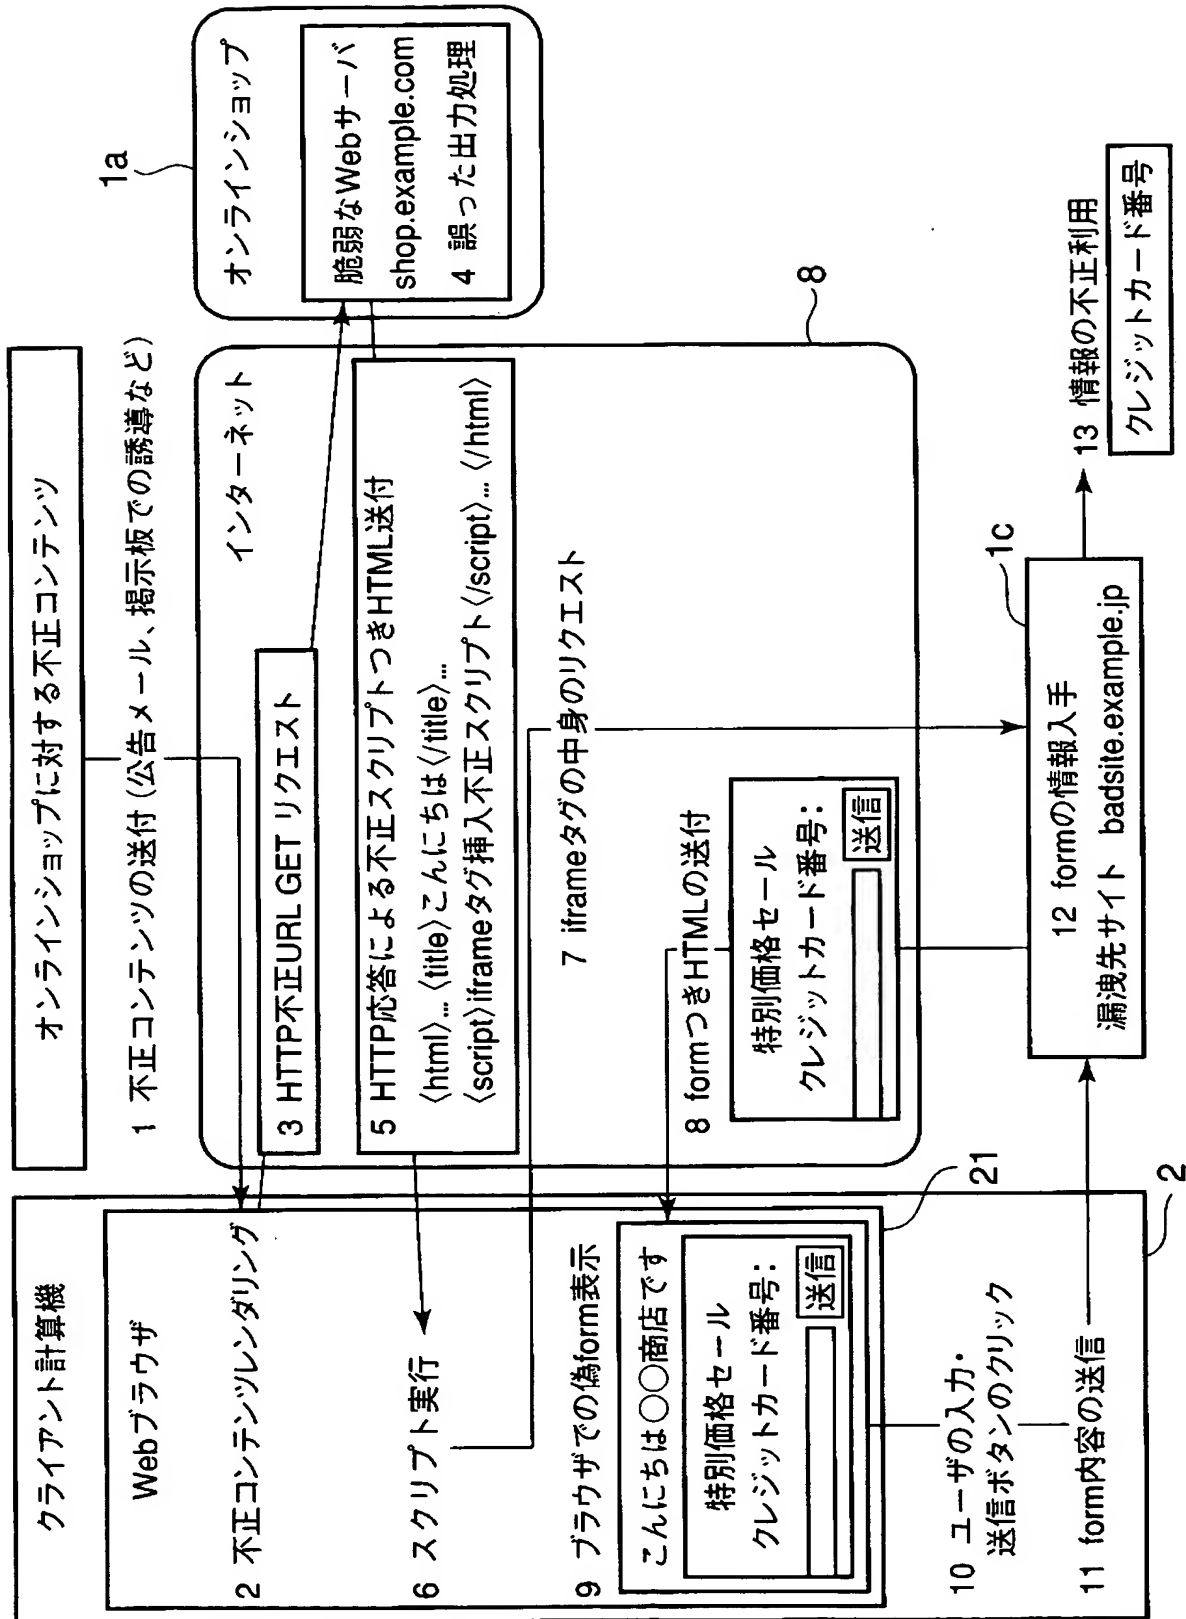 クライアント計算機
Webブラウザ
2 不正コンテンツレンダリング
6 スクリプト実行
9 ブラウザでの偽form表示
こんにちは○○商店です
特別価格セール
クレジットカード番号:
送信
21
10 ユーザの入力・
送信ボタンのクリック
11 form内容の送信
2
オンラインショップに対する不正コンテンツ
1 不正コンテンツの送付(公告メール、掲示板での誘導など)
インターネット
3 HTTP不正URL GET リクエスト
5 HTTP応答による不正スクリプトつきHTML送付
〈html〉... 〈title〉こんにちは〈/title〉...
〈script〉iframeタグ挿入不正スクリプト〈/script〉... 〈/html〉
7 iframeタグの中身のリクエスト
8 formつきHTMLの送付
特別価格セール
クレジットカード番号:
送信
8
1a
オンラインショップ
脆弱なWebサーバ
shop.example.com
4 誤った出力処理
1c
12 formの情報入手
漏洩先サイト badsite.example.jp
13 情報の不正利用
クレジットカード番号